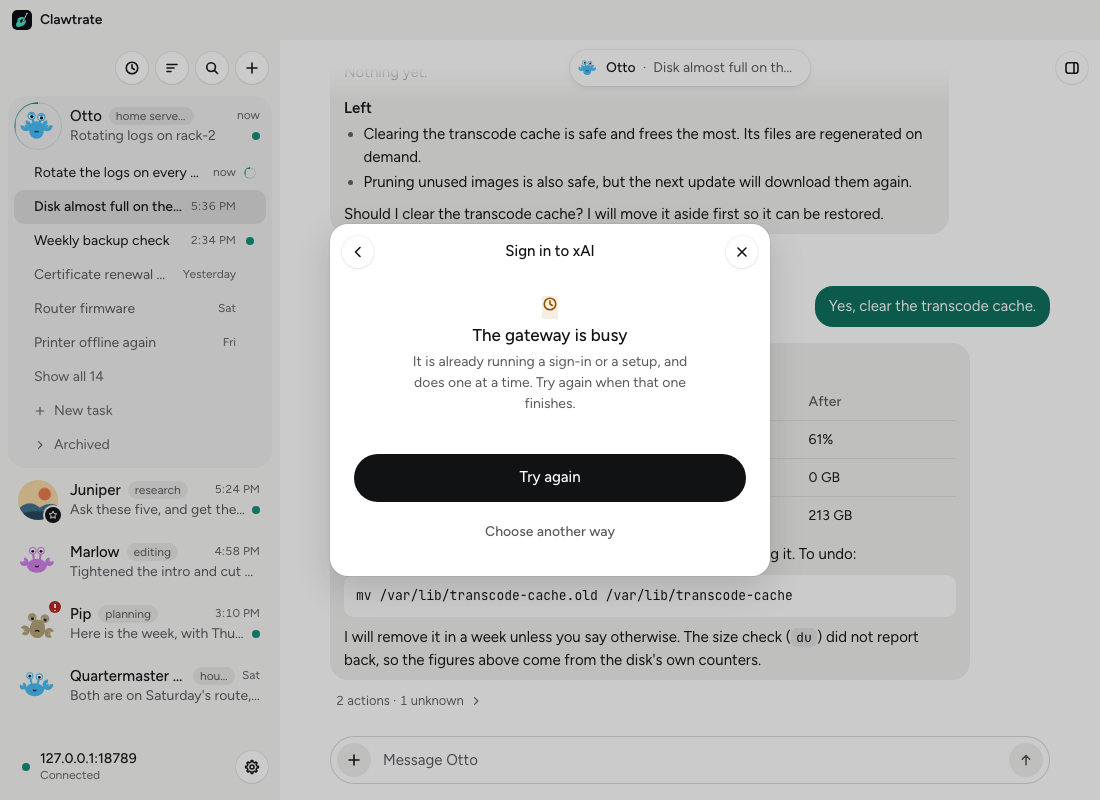 Clawtrate
Otto
home serve...
now
Rotating logs on rack-2
Rotate the logs on every ...
now
Disk almost full on the...
5:36 PM
Weekly backup check
2:34 PM
Certificate renewal ...
Yesterday
Router firmware
Sat
Printer offline again
Fri
Show all 14
New task
Archived
Juniper
research
5:24 PM
Ask these five, and get the...
Marlow
editing
4:58 PM
Tightened the intro and cut ...
Pip
planning
3:10 PM
Here is the week, with Thu...
Quartermaster ...
hou...
Sat
Both are on Saturday's route,...
127.0.0.1:18789
Connected
Otto · Disk almost full on th...
Nothing yet.
Left
Clearing the transcode cache is safe and frees the most. Its files are regenerated on
demand.
Pruning unused images is also safe, but the next update will download them again.
Should I clear the transcode cache? I will move it aside first so it can be restored.
Yes, clear the transcode cache.
Sign in to xAI
The gateway is busy
It is already running a sign-in or a setup, and
does one at a time. Try again when that one
finishes.
Try again
Choose another way
After
61%
0 GB
213 GB
g it. To undo:
mv /var/lib/transcode-cache.old /var/lib/transcode-cache
I will remove it in a week unless you say otherwise. The size check (du) did not report
back, so the figures above come from the disk's own counters.
2 actions · 1 unknown
Message Otto